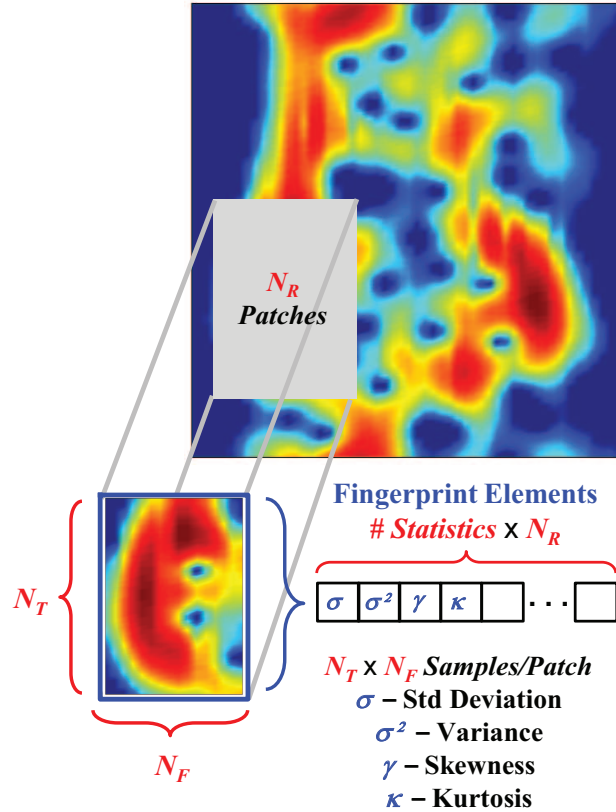 N_R
Patches
Fingerprint Elements
# Statistics x N_R
N_T
σ σ² γ κ ...
N_T x N_F Samples/Patch
σ – Std Deviation
σ² – Variance
N_F
γ – Skewness
κ – Kurtosis